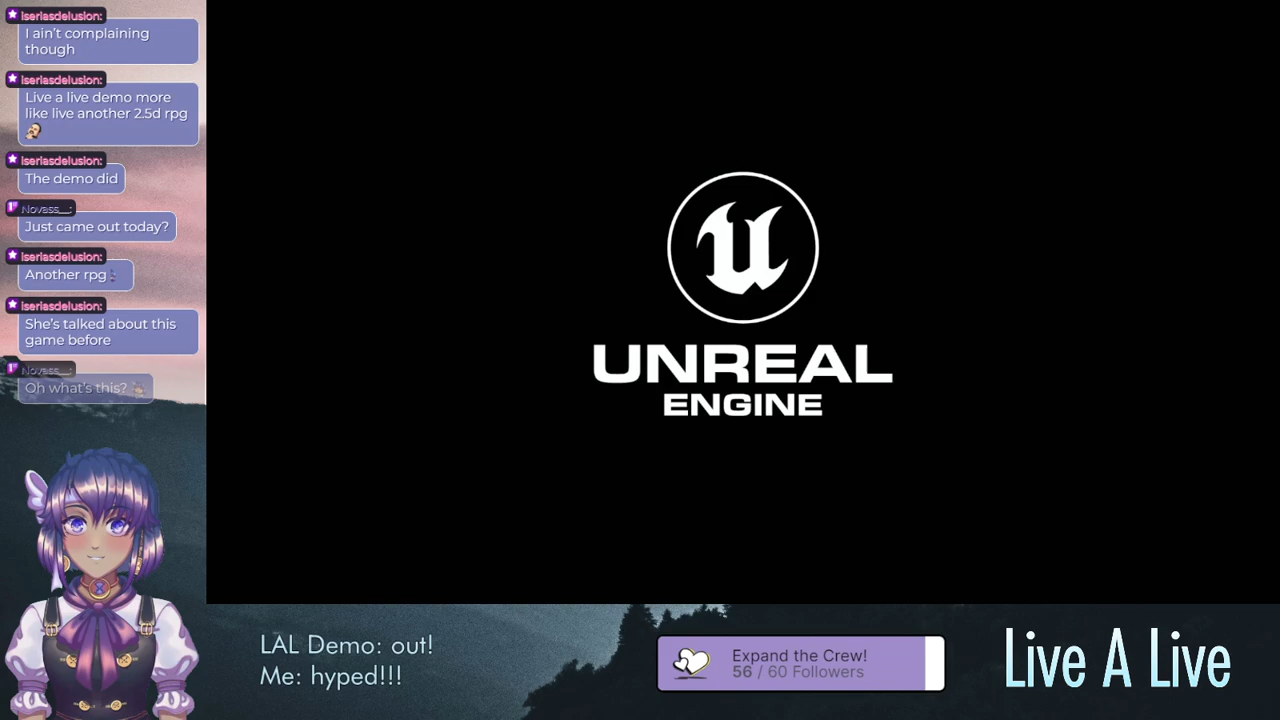 iseriasdelusion:
I ain't complaining
though
iseriasdelusion:
Live a live demo more
like live another 2.5d rpg
iseriasdelusion:
The demo did
Novass__:
Just came out today?
iseriasdelusion:
Another rpg
iseriasdelusion:
She's talked about this
game before
Novass__:
Oh what's this?
UNREAL
ENGINE
LAL Demo: out!
Me: hyped!!!
Expand the Crew!
56 / 60 Followers
Live A Live